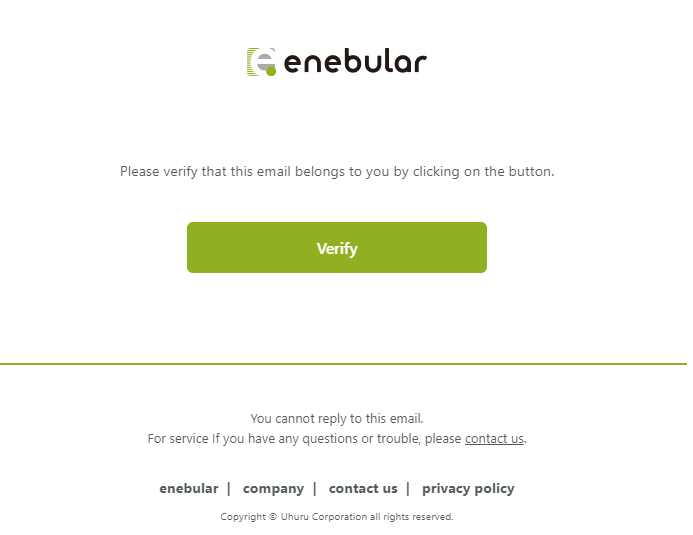 enebular
Please verify that this email belongs to you by clicking on the button.
Verify
You cannot reply to this email.
For service If you have any questions or trouble, please contact us.
enebular | company | contact us | privacy policy
Copyright © Uhuru Corporation all rights reserved.